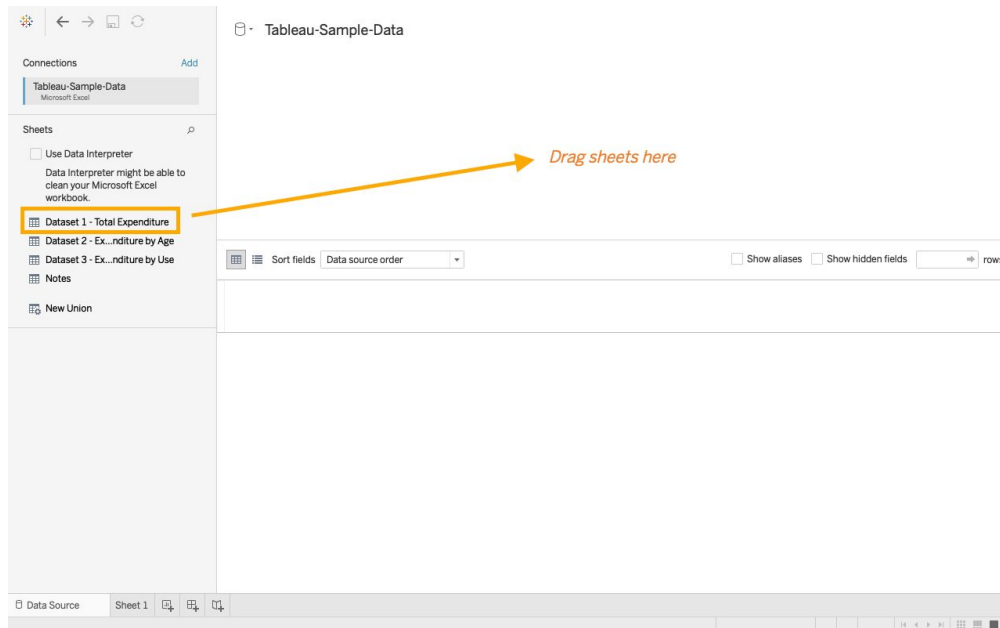 Tableau-Sample-Data
Connections Add
Tableau-Sample-Data
Microsoft Excel
Sheets
Use Data Interpreter
Data Interpreter might be able to
clean your Microsoft Excel
workbook.
Dataset 1 - Total Expenditure
Dataset 2 - Ex...nditure by Age
Dataset 3 - Ex...nditure by Use
Notes
New Union
Drag sheets here
Sort fields Data source order Show aliases Show hidden fields rows
Data Source Sheet 1